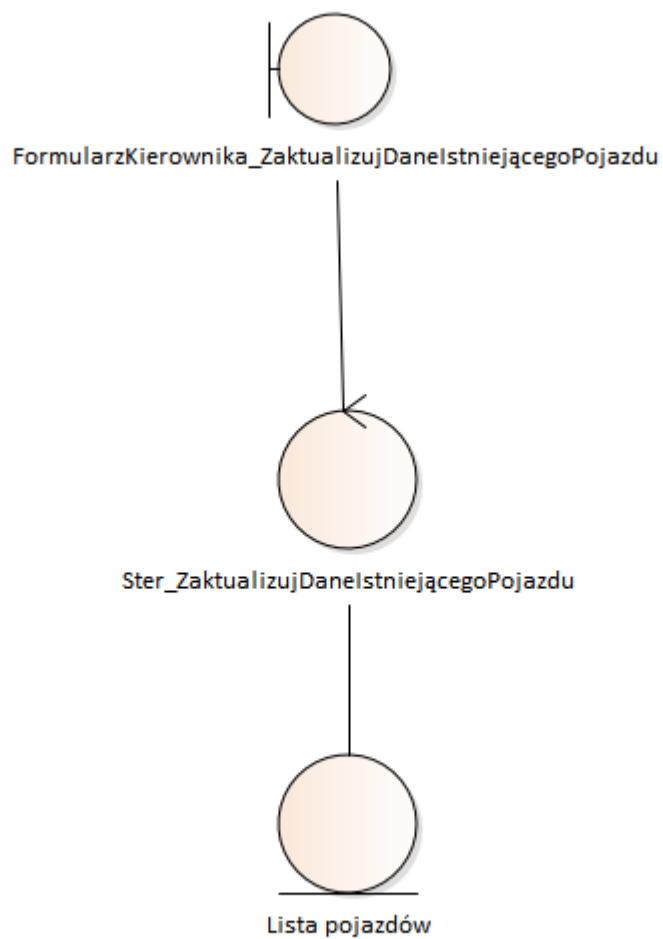 FormularzKierownika_ZaktualizujDaneIstniejącegoPojazdu
Ster_ZaktualizujDaneIstniejącegoPojazdu
Lista pojazdów